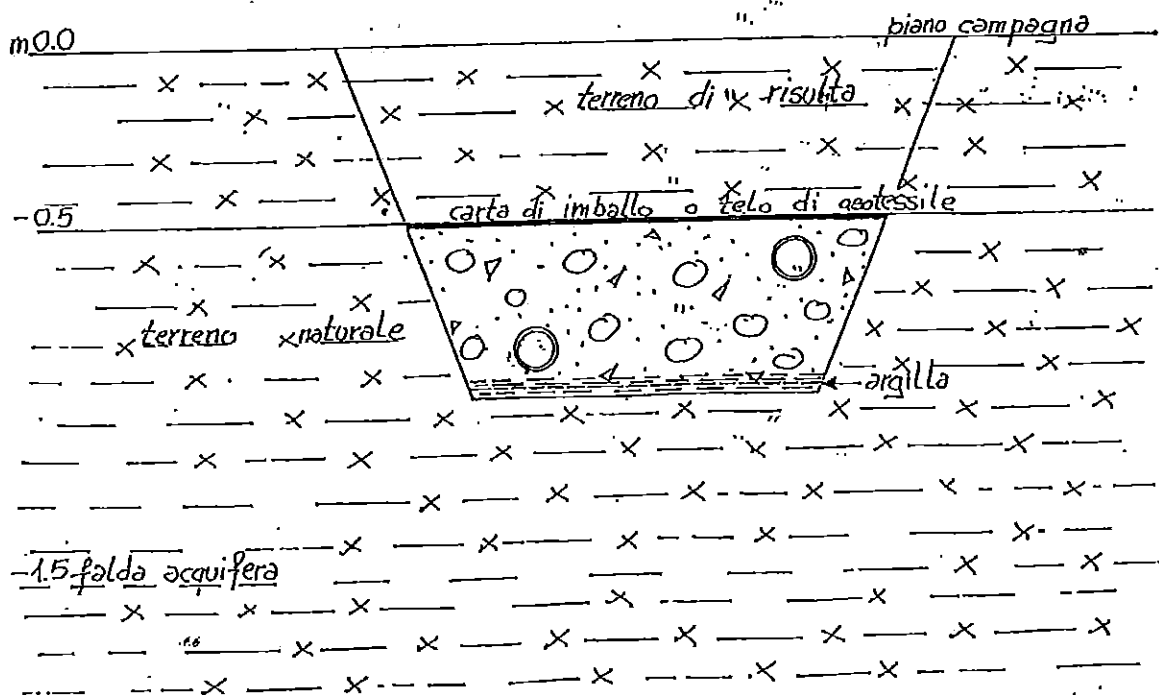 m 0.0
piano campagna
terreno di risulta
-0.5
carta di imballo o telo di geotessile
terreno naturale
argilla
-1.5 falda acquifera